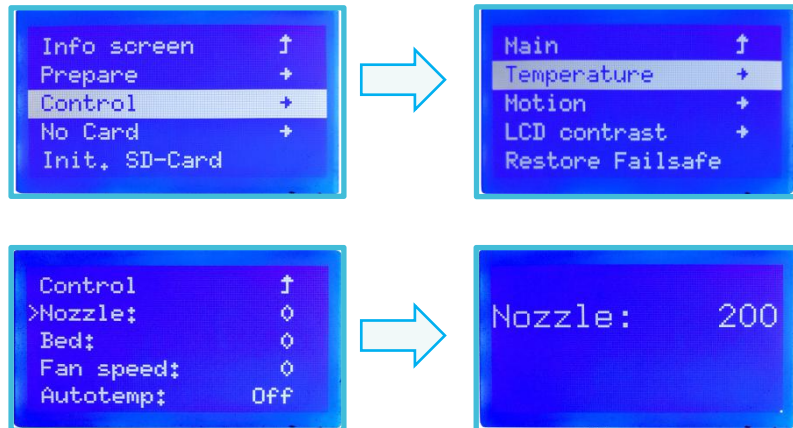 Info screen
Prepare
Control
No Card
Init. SD-Card
Main
Temperature
Motion
LCD contrast
Restore Failsafe
Control
>Nozzle: 0
Bed: 0
Fan speed: 0
Autotemp: Off
Nozzle: 200